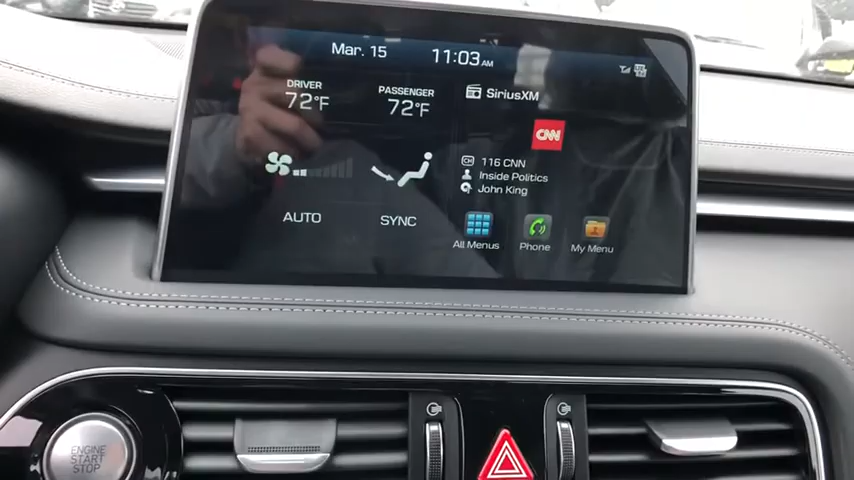 Mar. 15
11:03 AM
DRIVER
72°F
PASSENGER
72°F
SiriusXM
CNN
CH 116 CNN
Inside Politics
John King
AUTO
SYNC
All Menus
Phone
My Menu
ENGINE
START
STOP